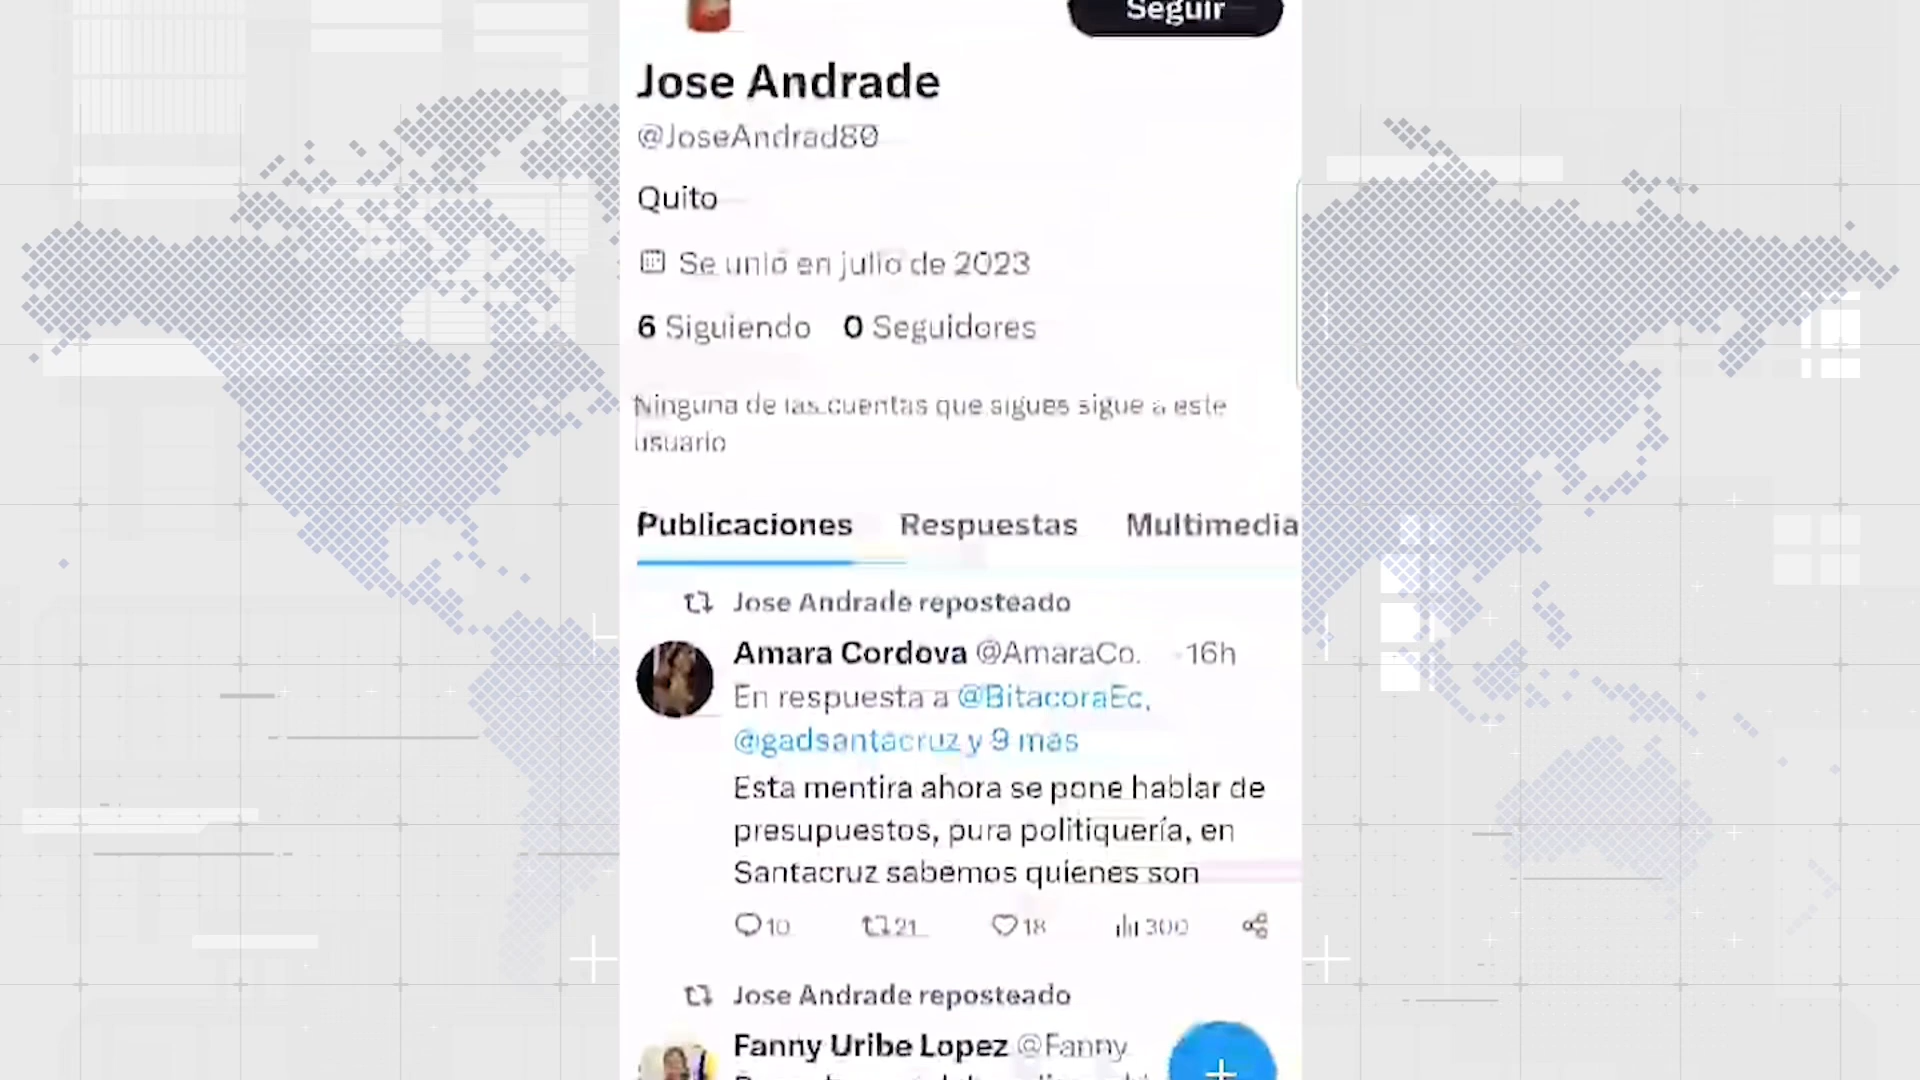 Seguir
Jose Andrade
@JoseAndrad80
Quito
Se unio en julio de 2023
6 Siguiendo 0 Seguidores
Ninguna de las cuentas que sigues sigue a este
usuario
Publicaciones Respuestas Multimedia
Jose Andrade reposteado
Amara Cordova @AmaraCo. · 16h
En respuesta a @BitacoraEc,
@gadsantacruz y 9 mas
Esta mentira ahora se pone hablar de
presupuestos, pura politiquería, en
Santacruz sabemos quienes son
10 21 18 300
Jose Andrade reposteado
Fanny Uribe Lopez @Fanny